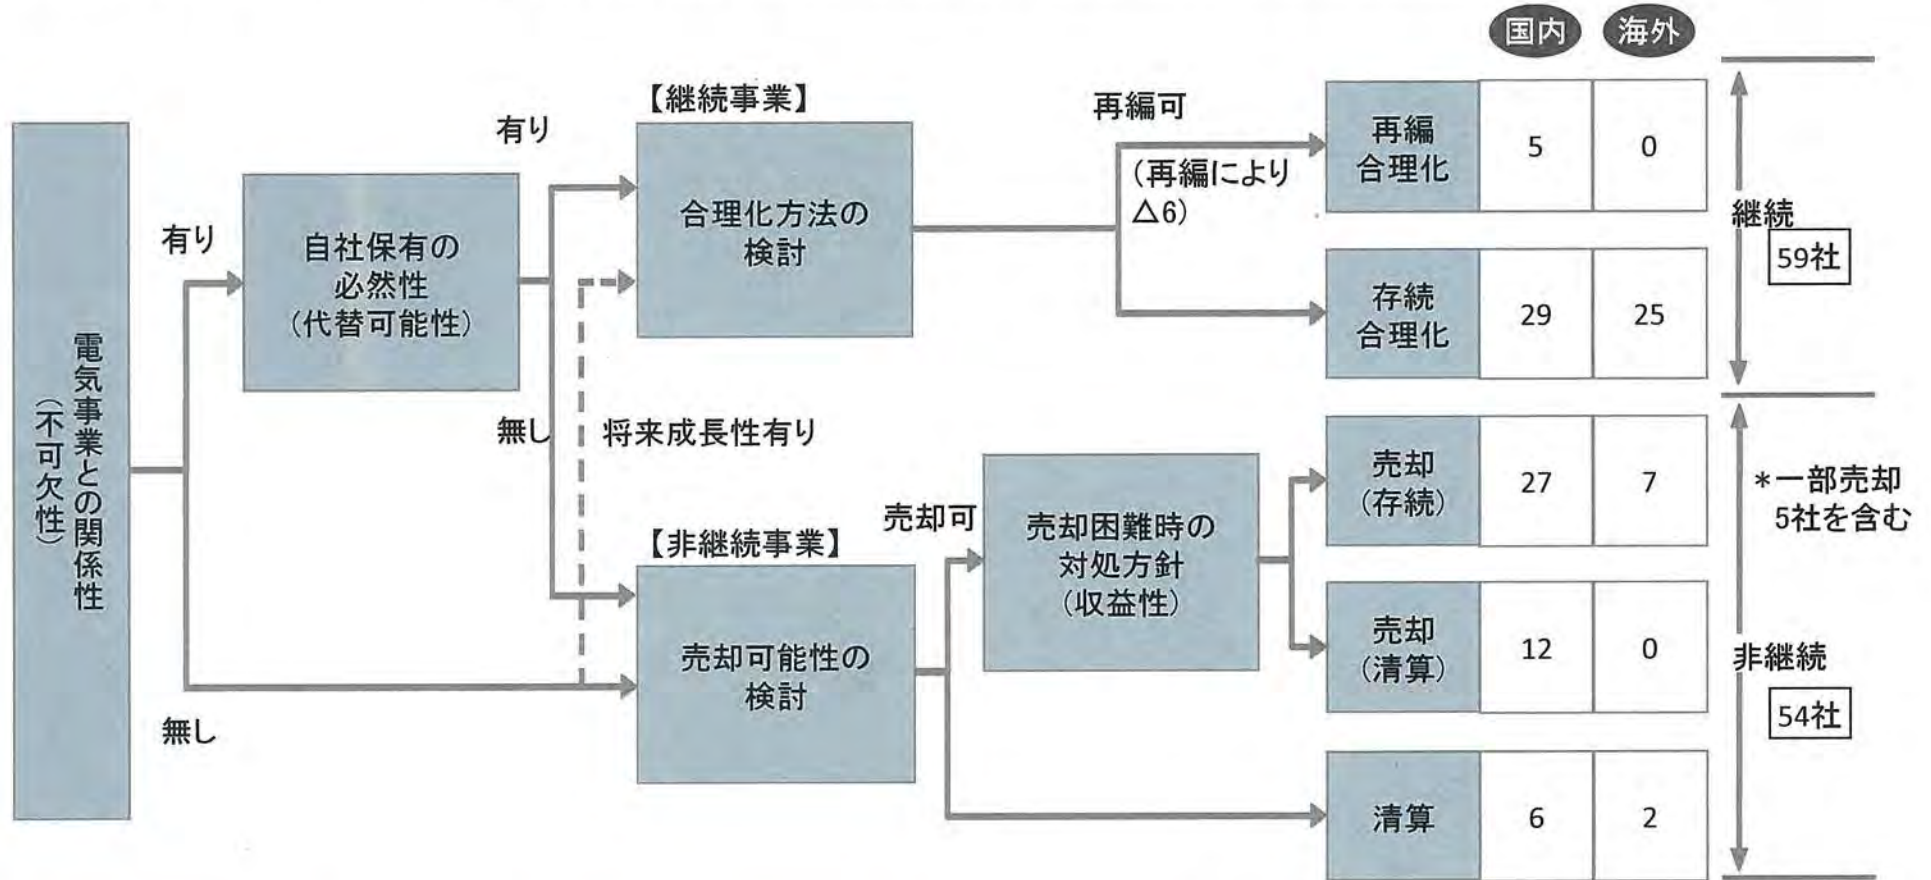 国内
海外
電気事業との関係性
(不可欠性)
有り
無し
自社保有の
必然性
(代替可能性)
有り
無し
将来成長性有り
【継続事業】
合理化方法の
検討
【非継続事業】
売却可能性の
検討
再編可
(再編により
△6)
売却可
売却困難時の
対処方針
(収益性)
再編
合理化
5
0
存続
合理化
29
25
売却
(存続)
27
7
売却
(清算)
12
0
清算
6
2
継続
59社
*一部売却
5社を含む
非継続
54社